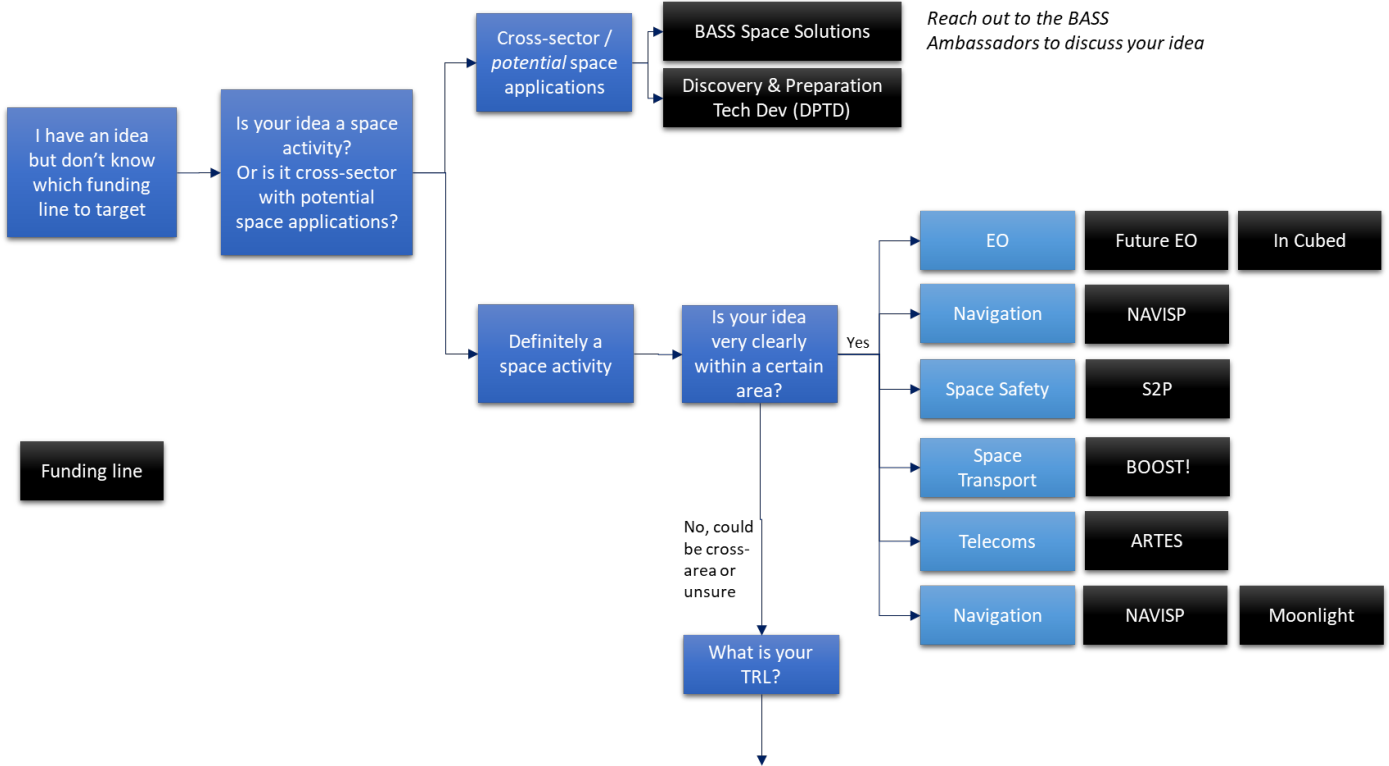 I have an idea
but don't know
which funding
line to target
Is your idea a space
activity?
Or is it cross-sector
with potential
space applications?
Cross-sector /
potential space
applications
BASS Space Solutions
Discovery & Preparation
Tech Dev (DPTD)
Reach out to the BASS
Ambassadors to discuss your idea
Definitely a
space activity
Is your idea
very clearly
within a certain
area?
Yes
EO
Future EO
In Cubed
Navigation
NAVISP
Space Safety
S2P
Space
Transport
BOOST!
Telecoms
ARTES
Navigation
NAVISP
Moonlight
No, could
be cross-
area or
unsure
What is your
TRL?
Funding line